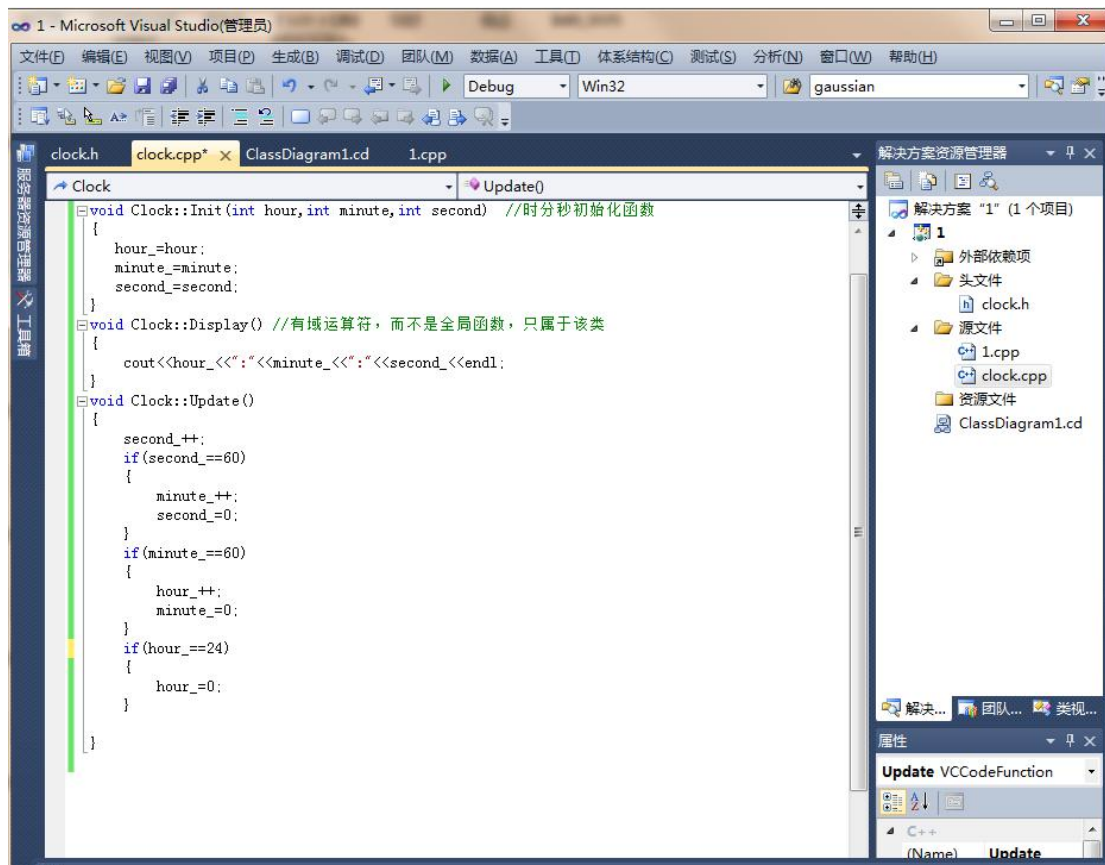 1 - Microsoft Visual Studio(管理员)
文件(F) 编辑(E) 视图(V) 项目(P) 生成(B) 调试(D) 团队(M) 数据(A) 工具(T) 体系结构(C) 测试(S) 分析(N) 窗口(W) 帮助(H)
Debug Win32 gaussian
clock.h clock.cpp* ClassDiagram1.cd 1.cpp
Clock Update()
void Clock::Init(int hour,int minute,int second) //时分秒初始化函数
{
hour_=hour;
minute_=minute;
second_=second;
}
void Clock::Display() //有域运算符，而不是全局函数，只属于该类
{
cout<<hour_<<":"<<minute_<<":"<<second_<<endl;
}
void Clock::Update()
{
second_++;
if(second_==60)
{
minute_++;
second_=0;
}
if(minute_==60)
{
hour_++;
minute_=0;
}
if(hour_==24)
{
hour_=0;
}
}
服务器资源管理器
工具箱
解决方案资源管理器
解决方案 "1" (1 个项目)
1
外部依赖项
头文件
clock.h
源文件
1.cpp
clock.cpp
资源文件
ClassDiagram1.cd
解决... 团队... 类视...
属性
Update VCCodeFunction
C++
(Name) Update